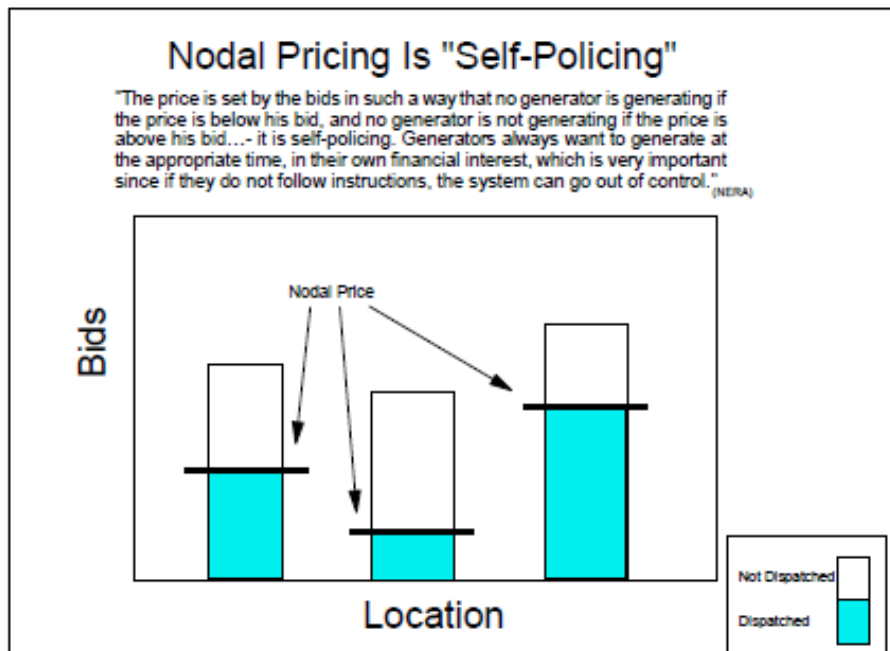 Nodal Pricing Is "Self-Policing"
"The price is set by the bids in such a way that no generator is generating if
the price is below his bid, and no generator is not generating if the price is
above his bid...- it is self-policing. Generators always want to generate at
the appropriate time, in their own financial interest, which is very important
since if they do not follow instructions, the system can go out of control."
(NERA)
Nodal Price
Bids
Location
Not Dispatched
Dispatched